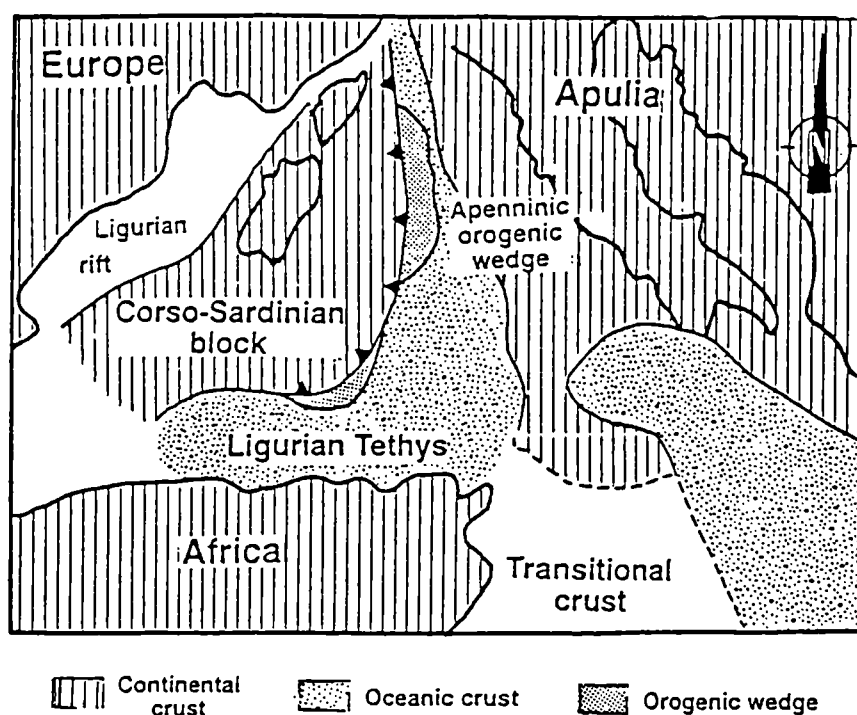 Europe
Apulia
N
Ligurian
rift
Apenninic
orogenic
wedge
Corso-Sardinian
block
Ligurian Tethys
Africa
Transitional
crust
Continental
crust
Oceanic crust
Orogenic wedge